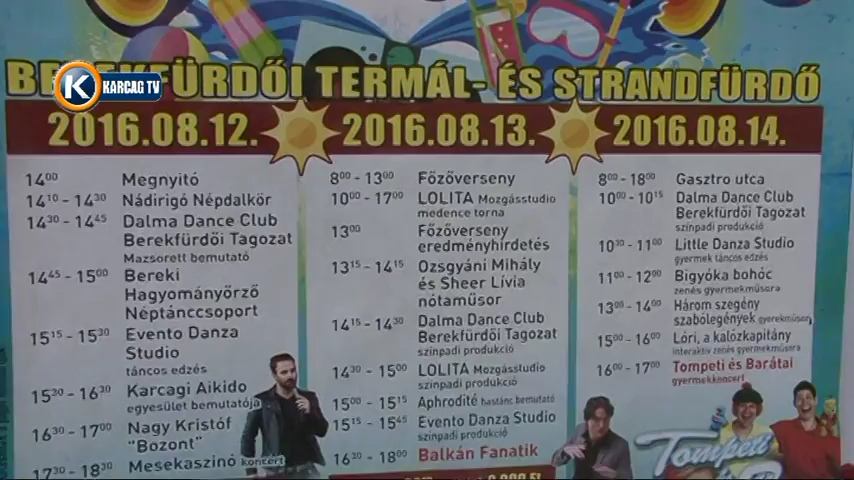 KARCAG TV
BEREKFÜRDŐI TERMÁL- ÉS STRANDFÜRDŐ
2016.08.12.
14⁰⁰ Megnyitó
14¹⁰ - 14³⁰ Nádirigó Népdalkör
14³⁰ - 14⁴⁵ Dalma Dance Club
Berekfürdői Tagozat
Mazsorett bemutató
14⁴⁵ - 15⁰⁰ Bereki
Hagyományőrző
Néptánccsoport
15¹⁵ - 15³⁰ Evento Danza
Studio
táncos edzés
15³⁰ - 16³⁰ Karcagi Aikido
egyesület bemutatója
16³⁰ - 17⁰⁰ Nagy Kristóf
"Bozont"
17³⁰ - 18³⁰ Mesekaszinó koncert
2016.08.13.
8⁰⁰ - 13⁰⁰ Főzőverseny
10⁰⁰ - 17⁰⁰ LOLITA Mozgásstudio
medence torna
13⁰⁰ Főzőverseny
eredményhirdetés
13¹⁵ - 14¹⁵ Ozsgyáni Mihály
és Sheer Lívia
nótaműsor
14¹⁵ - 14³⁰ Dalma Dance Club
Berekfürdői Tagozat
színpadi produkció
14³⁰ - 15⁰⁰ LOLITA Mozgásstudio
színpadi produkció
15⁰⁰ - 15¹⁵ Aphrodité hastánc bemutató
15¹⁵ - 15⁴⁵ Evento Danza Studio
színpadi produkció
16³⁰ - 18⁰⁰ Balkán Fanatik
2016.08.14.
8⁰⁰ - 18⁰⁰ Gasztro utca
10⁰⁰ - 10¹⁵ Dalma Dance Club
Berekfürdői Tagozat
színpadi produkció
10³⁰ - 11⁰⁰ Little Danza Studio
gyermek táncos edzés
11⁰⁰ - 12⁰⁰ Bigyóka bohóc
zenés gyermekműsora
13⁰⁰ - 14⁰⁰ Három szegény
szabólegények gyerekműsor
15⁰⁰ - 16⁰⁰ Lóri, a kalózkapitány
interaktív zenés gyermekműsora
16⁰⁰ - 17⁰⁰ Tompeti és Barátai
gyermekkoncert
Tompeti